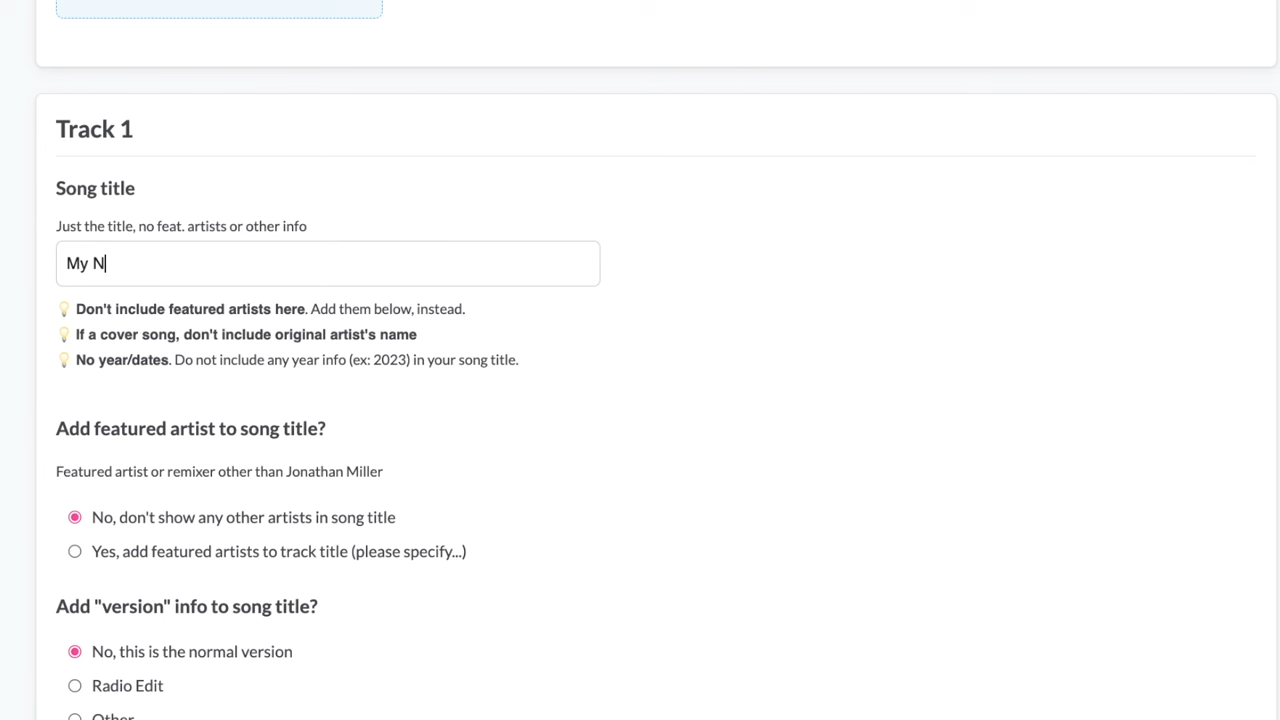 Track 1
Song title
Just the title, no feat. artists or other info
My N
💡 Don't include featured artists here. Add them below, instead.
💡 If a cover song, don't include original artist's name
💡 No year/dates. Do not include any year info (ex: 2023) in your song title.
Add featured artist to song title?
Featured artist or remixer other than Jonathan Miller
No, don't show any other artists in song title
Yes, add featured artists to track title (please specify...)
Add "version" info to song title?
No, this is the normal version
Radio Edit
Other